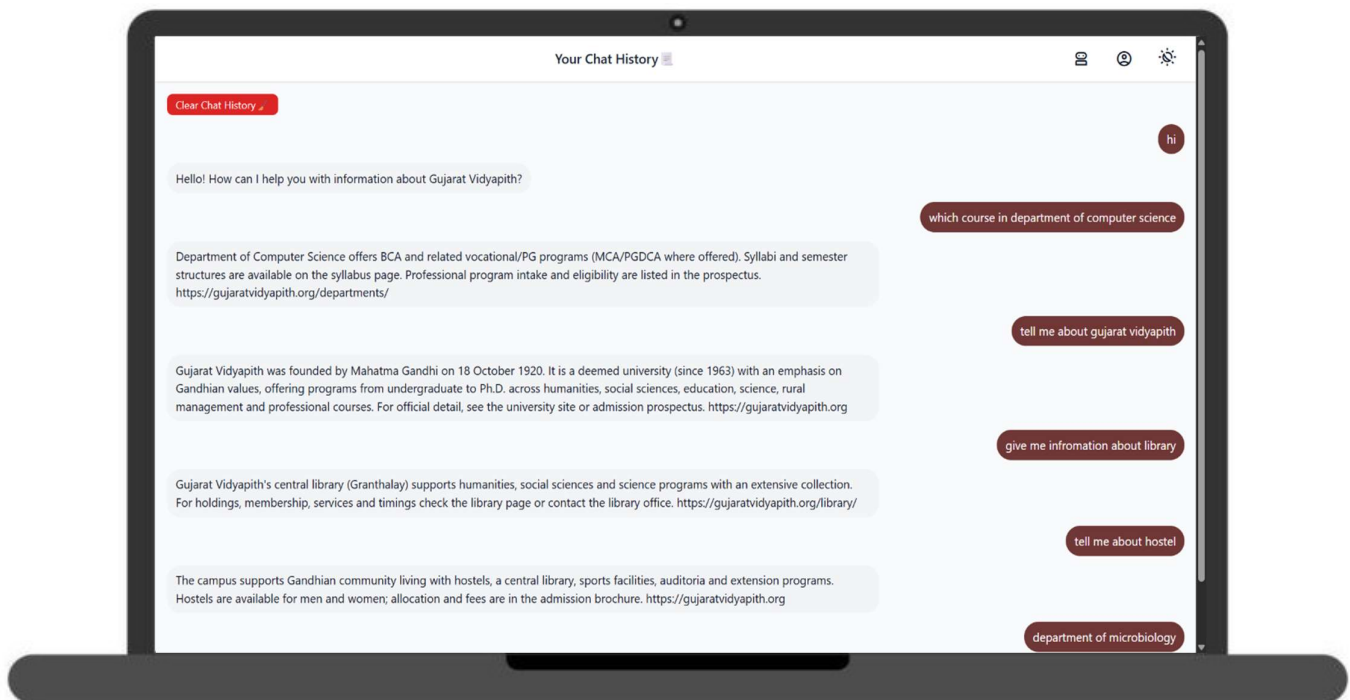 Your Chat History
Clear Chat History
hi
Hello! How can I help you with information about Gujarat Vidyapith?
which course in department of computer science
Department of Computer Science offers BCA and related vocational/PG programs (MCA/PGDCA where offered). Syllabi and semester
structures are available on the syllabus page. Professional program intake and eligibility are listed in the prospectus.
https://gujaratvidyapith.org/departments/
tell me about gujarat vidyapith
Gujarat Vidyapith was founded by Mahatma Gandhi on 18 October 1920. It is a deemed university (since 1963) with an emphasis on
Gandhian values, offering programs from undergraduate to Ph.D. across humanities, social sciences, education, science, rural
management and professional courses. For official detail, see the university site or admission prospectus. https://gujaratvidyapith.org
give me infromation about library
Gujarat Vidyapith's central library (Granthalay) supports humanities, social sciences and science programs with an extensive collection.
For holdings, membership, services and timings check the library page or contact the library office. https://gujaratvidyapith.org/library/
tell me about hostel
The campus supports Gandhian community living with hostels, a central library, sports facilities, auditoria and extension programs.
Hostels are available for men and women; allocation and fees are in the admission brochure. https://gujaratvidyapith.org
department of microbiology